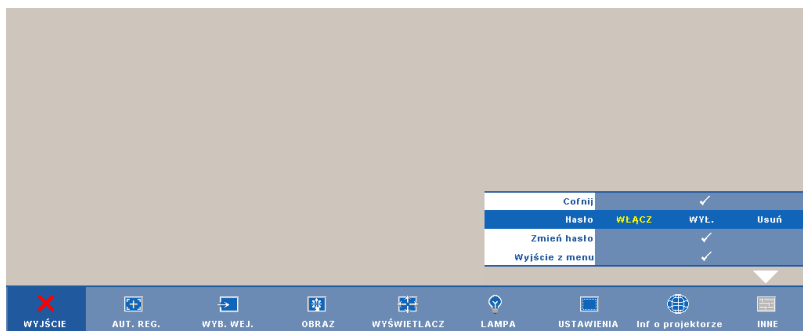 Cofnij
Hasło WŁĄCZ WYŁ. Usuń
Zmień hasło
Wyjście z menu
WYJŚCIE AUT. REG. WYB. WEJ. OBRAZ WYŚWIETLACZ LAMPA USTAWIENIA Inf o projektorze INNE